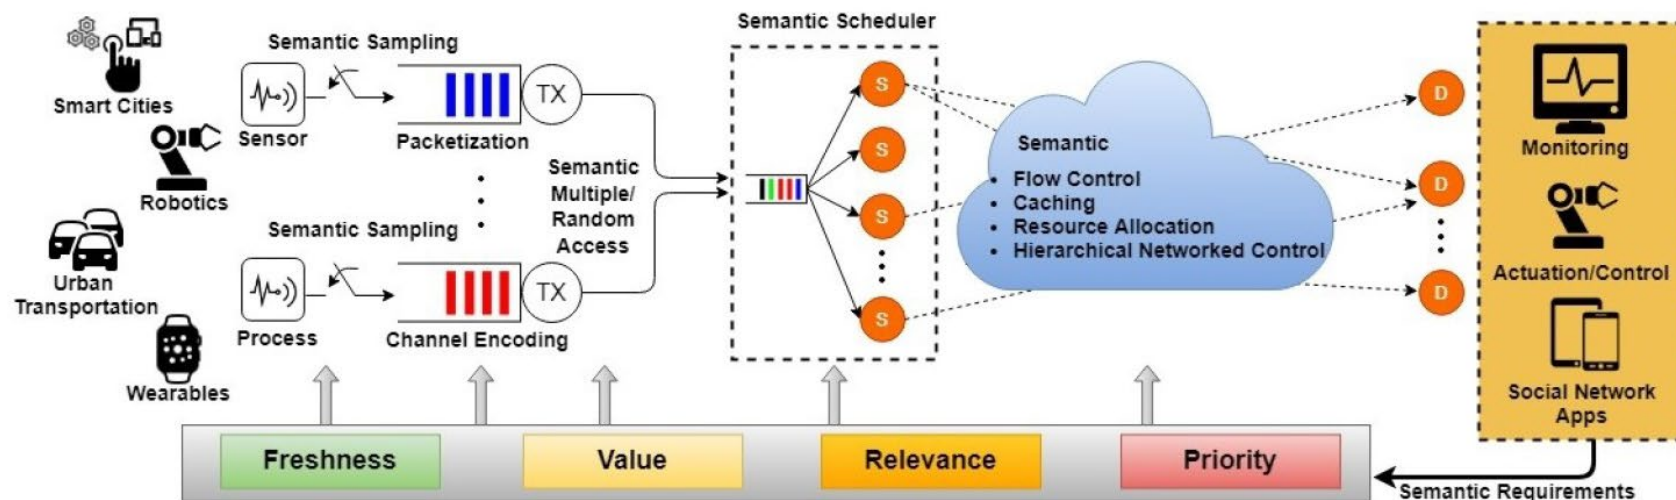 Smart Cities
Robotics
Urban
Transportation
Wearables
Semantic Sampling
Sensor
Packetization
TX
Semantic Sampling
Process
Channel Encoding
TX
Semantic
Multiple/
Random
Access
Semantic Scheduler
S
S
S
S
Semantic
• Flow Control
• Caching
• Resource Allocation
• Hierarchical Networked Control
D
D
D
Monitoring
Actuation/Control
Social Network
Apps
Freshness
Value
Relevance
Priority
Semantic Requirements